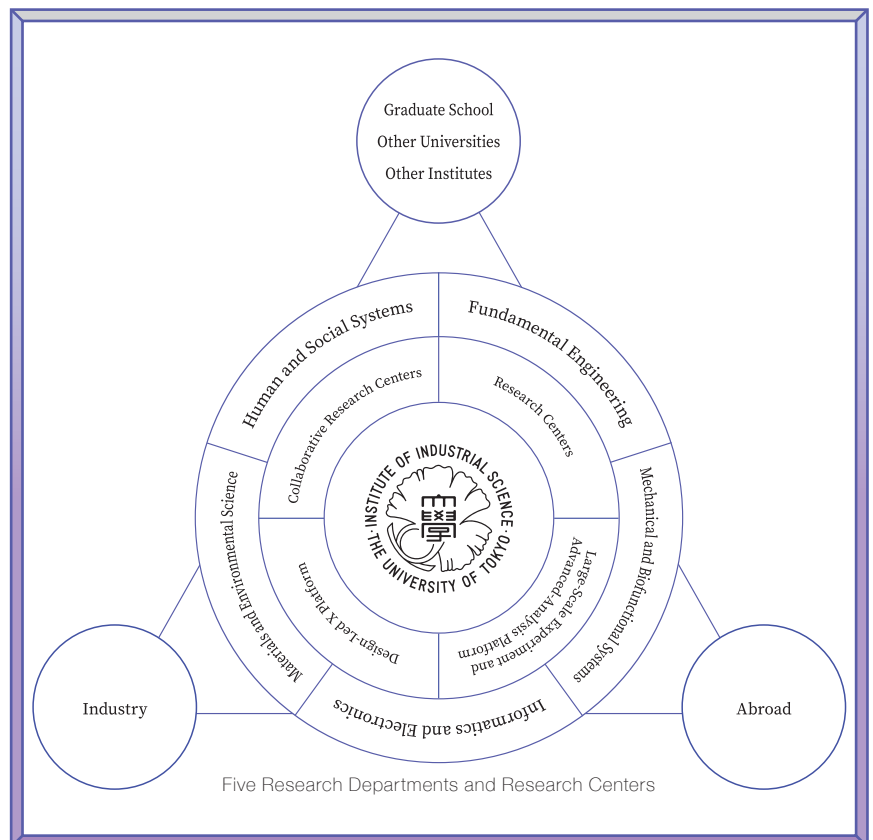 Graduate School
Other Universities
Other Institutes
Human and Social Systems
Fundamental Engineering
Collaborative Research Centers
Research Centers
INSTITUTE OF INDUSTRIAL SCIENCE
THE UNIVERSITY OF TOKYO
大學
Materials and Environmental Science
Mechanical and Biofunctional Systems
Design-Led X Platform
Large-Scale Experiment and
Advanced-Analysis Platform
Informatics and Electronics
Industry
Abroad
Five Research Departments and Research Centers